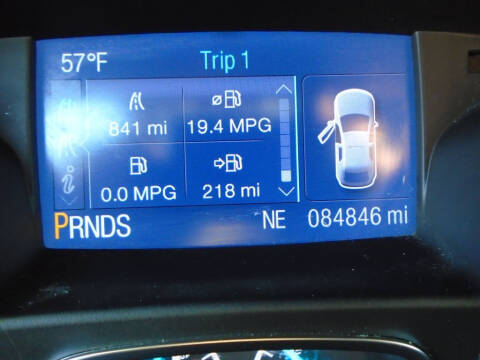 57°F Trip 1
841 mi ⌀ 19.4 MPG
0.0 MPG 218 mi
PRNDS NE 084846 mi